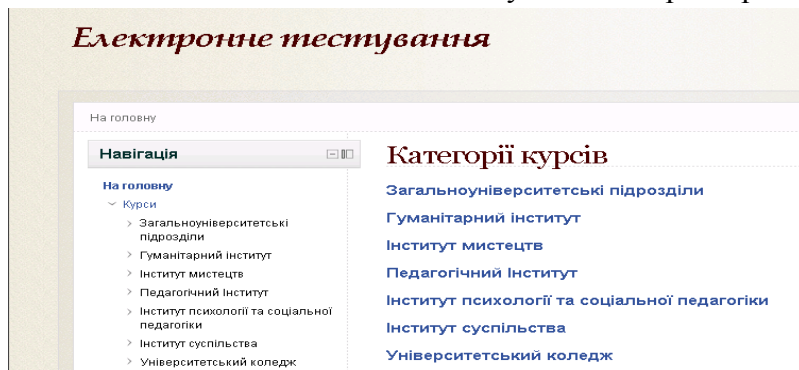 Електронне тестування
На головну
Навігація
На головну
Курси
Загальноуніверситетські
підрозділи
Гуманітарний інститут
Інститут мистецтв
Педагогічний Інститут
Інститут психології та соціальної
педагогіки
Інститут суспільства
Університетський коледж
Категорії курсів
Загальноуніверситетські підрозділи
Гуманітарний інститут
Інститут мистецтв
Педагогічний Інститут
Інститут психології та соціальної педагогіки
Інститут суспільства
Університетський коледж